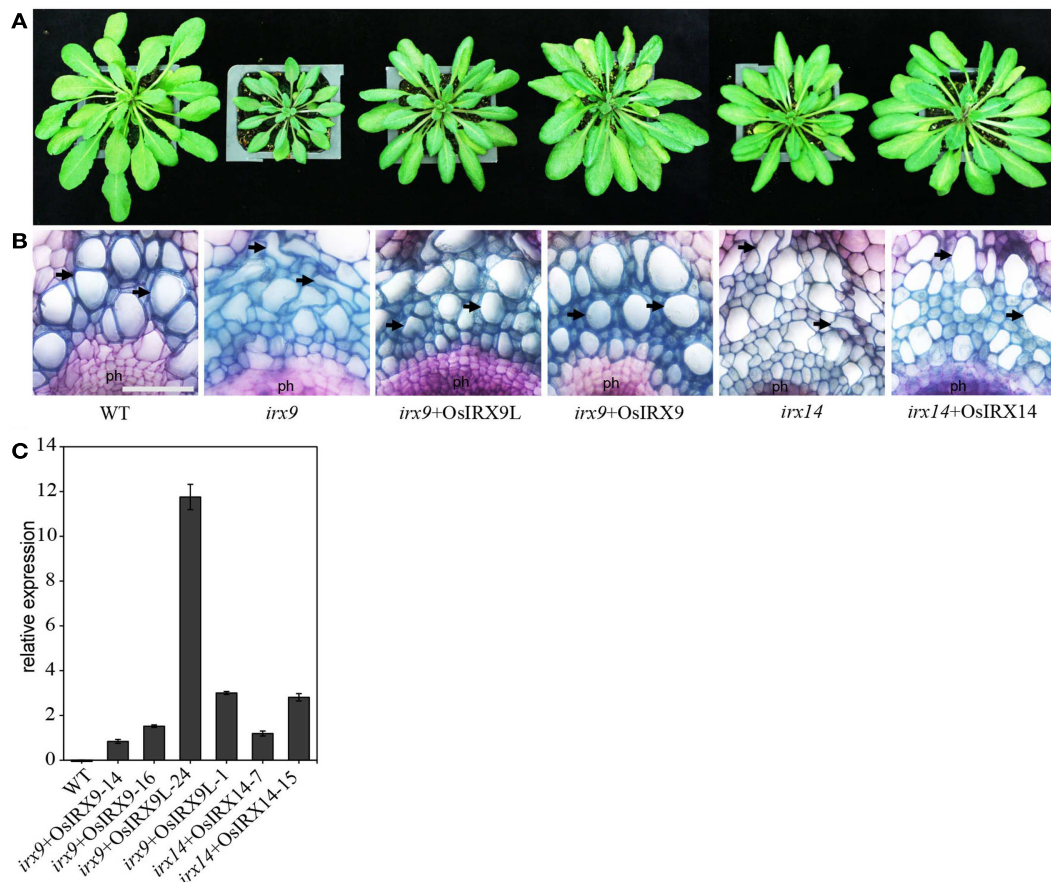 A
B
ph
ph
ph
ph
ph
ph
WT
irx9
irx9+OsIRX9L
irx9+OsIRX9
irx14
irx14+OsIRX14
C
14
12
10
8
6
4
2
0
relative expression
WT
irx9+OsIRX9-14
irx9+OsIRX9-16
irx9+OsIRX9L-24
irx9+OsIRX9L-1
irx14+OsIRX14-7
irx14+OsIRX14-15